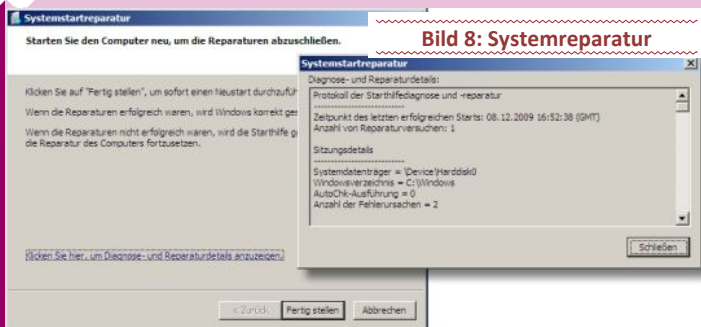 Systemstartreparatur
Starten Sie den Computer neu, um die Reparaturen abzuschließen.
Klicken Sie auf "Fertig stellen", um sofort einen Neustart
Wenn die Reparaturen erfolgreich waren, wird Windows korrekt
Wenn die Reparaturen nicht erfolgreich waren, wird die Starthilfe
die Reparatur des Computers fortzusetzen.
Klicken Sie hier, um Diagnose- und Reparaturdetails anzuzeigen.
< Zurück
Fertig stellen
Abbrechen
Bild 8: Systemreparatur
Systemstartreparatur
Diagnose- und Reparaturdetails:
Protokoll der Starthilfediagnose und -reparatur
---------------------------
Zeitpunkt des letzten erfolgreichen Starts: 08.12.2009 16:52:38 (GMT)
Anzahl von Reparaturversuchen: 1
Sitzungsdetails
---------------------------
Systemdatenträger = \Device\Harddisk0
Windowsverzeichnis = C:\Windows
AutoChk-Ausführung = 0
Anzahl der Fehlerursachen = 2
Schließen